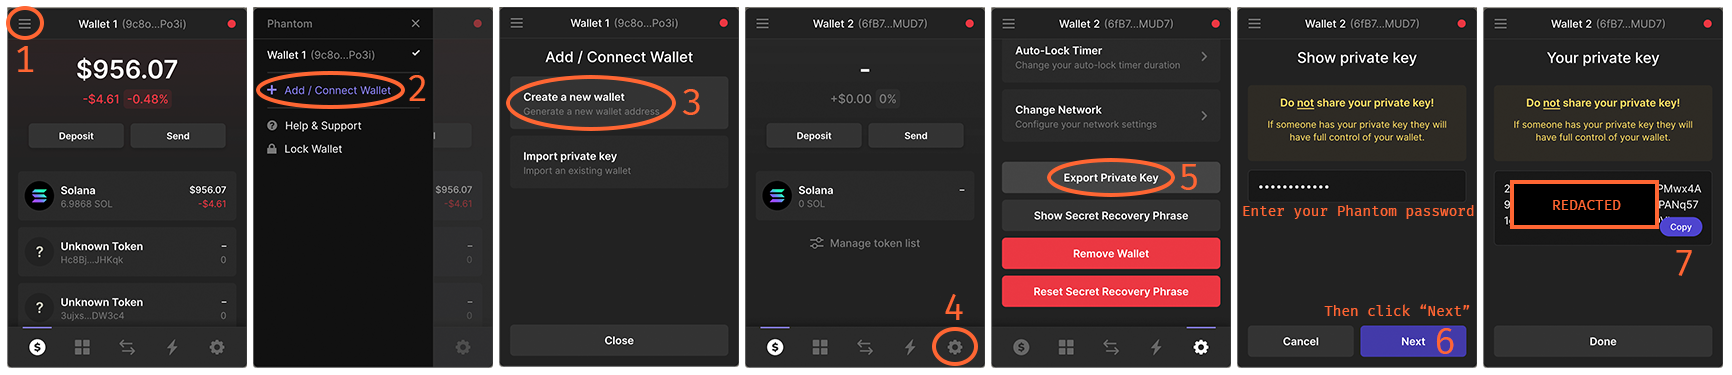 Wallet 1 (9c8o...Po3i)
1
$956.07
-$4.61 -0.48%
Deposit
Send
Solana
$956.07
6.9868 SOL
-$4.61
Unknown Token
–
Hc8Bj...JHKqk
0
Unknown Token
–
3ujxs...DW3c4
0
Phantom
Wallet 1 (9c8o...Po3i)
+ Add / Connect Wallet
2
Help & Support
Lock Wallet
$956.07
-$4.61
–
0
–
0
Wallet 1 (9c8o...Po3i)
Add / Connect Wallet
Create a new wallet
Generate a new wallet address
3
Import private key
Import an existing wallet
Close
Wallet 2 (6fB7...MUD7)
-
+$0.00 0%
Deposit
Send
Solana
–
0 SOL
Manage token list
4
Wallet 2 (6fB7...MUD7)
Auto-Lock Timer
Change your auto-lock timer duration
Change Network
Configure your network settings
Export Private Key
5
Show Secret Recovery Phrase
Remove Wallet
Reset Secret Recovery Phrase
Wallet 2 (6fB7...MUD7)
Show private key
Do not share your private key!
If someone has your private key they will
have full control of your wallet.
••••••••••••
Enter your Phantom password
Then click “Next”
Cancel
Next
6
Wallet 2 (6fB7...MUD7)
Your private key
Do not share your private key!
If someone has your private key they will
have full control of your wallet.
2
PMwx4A
9
REDACTED
PANq57
Copy
7
Done